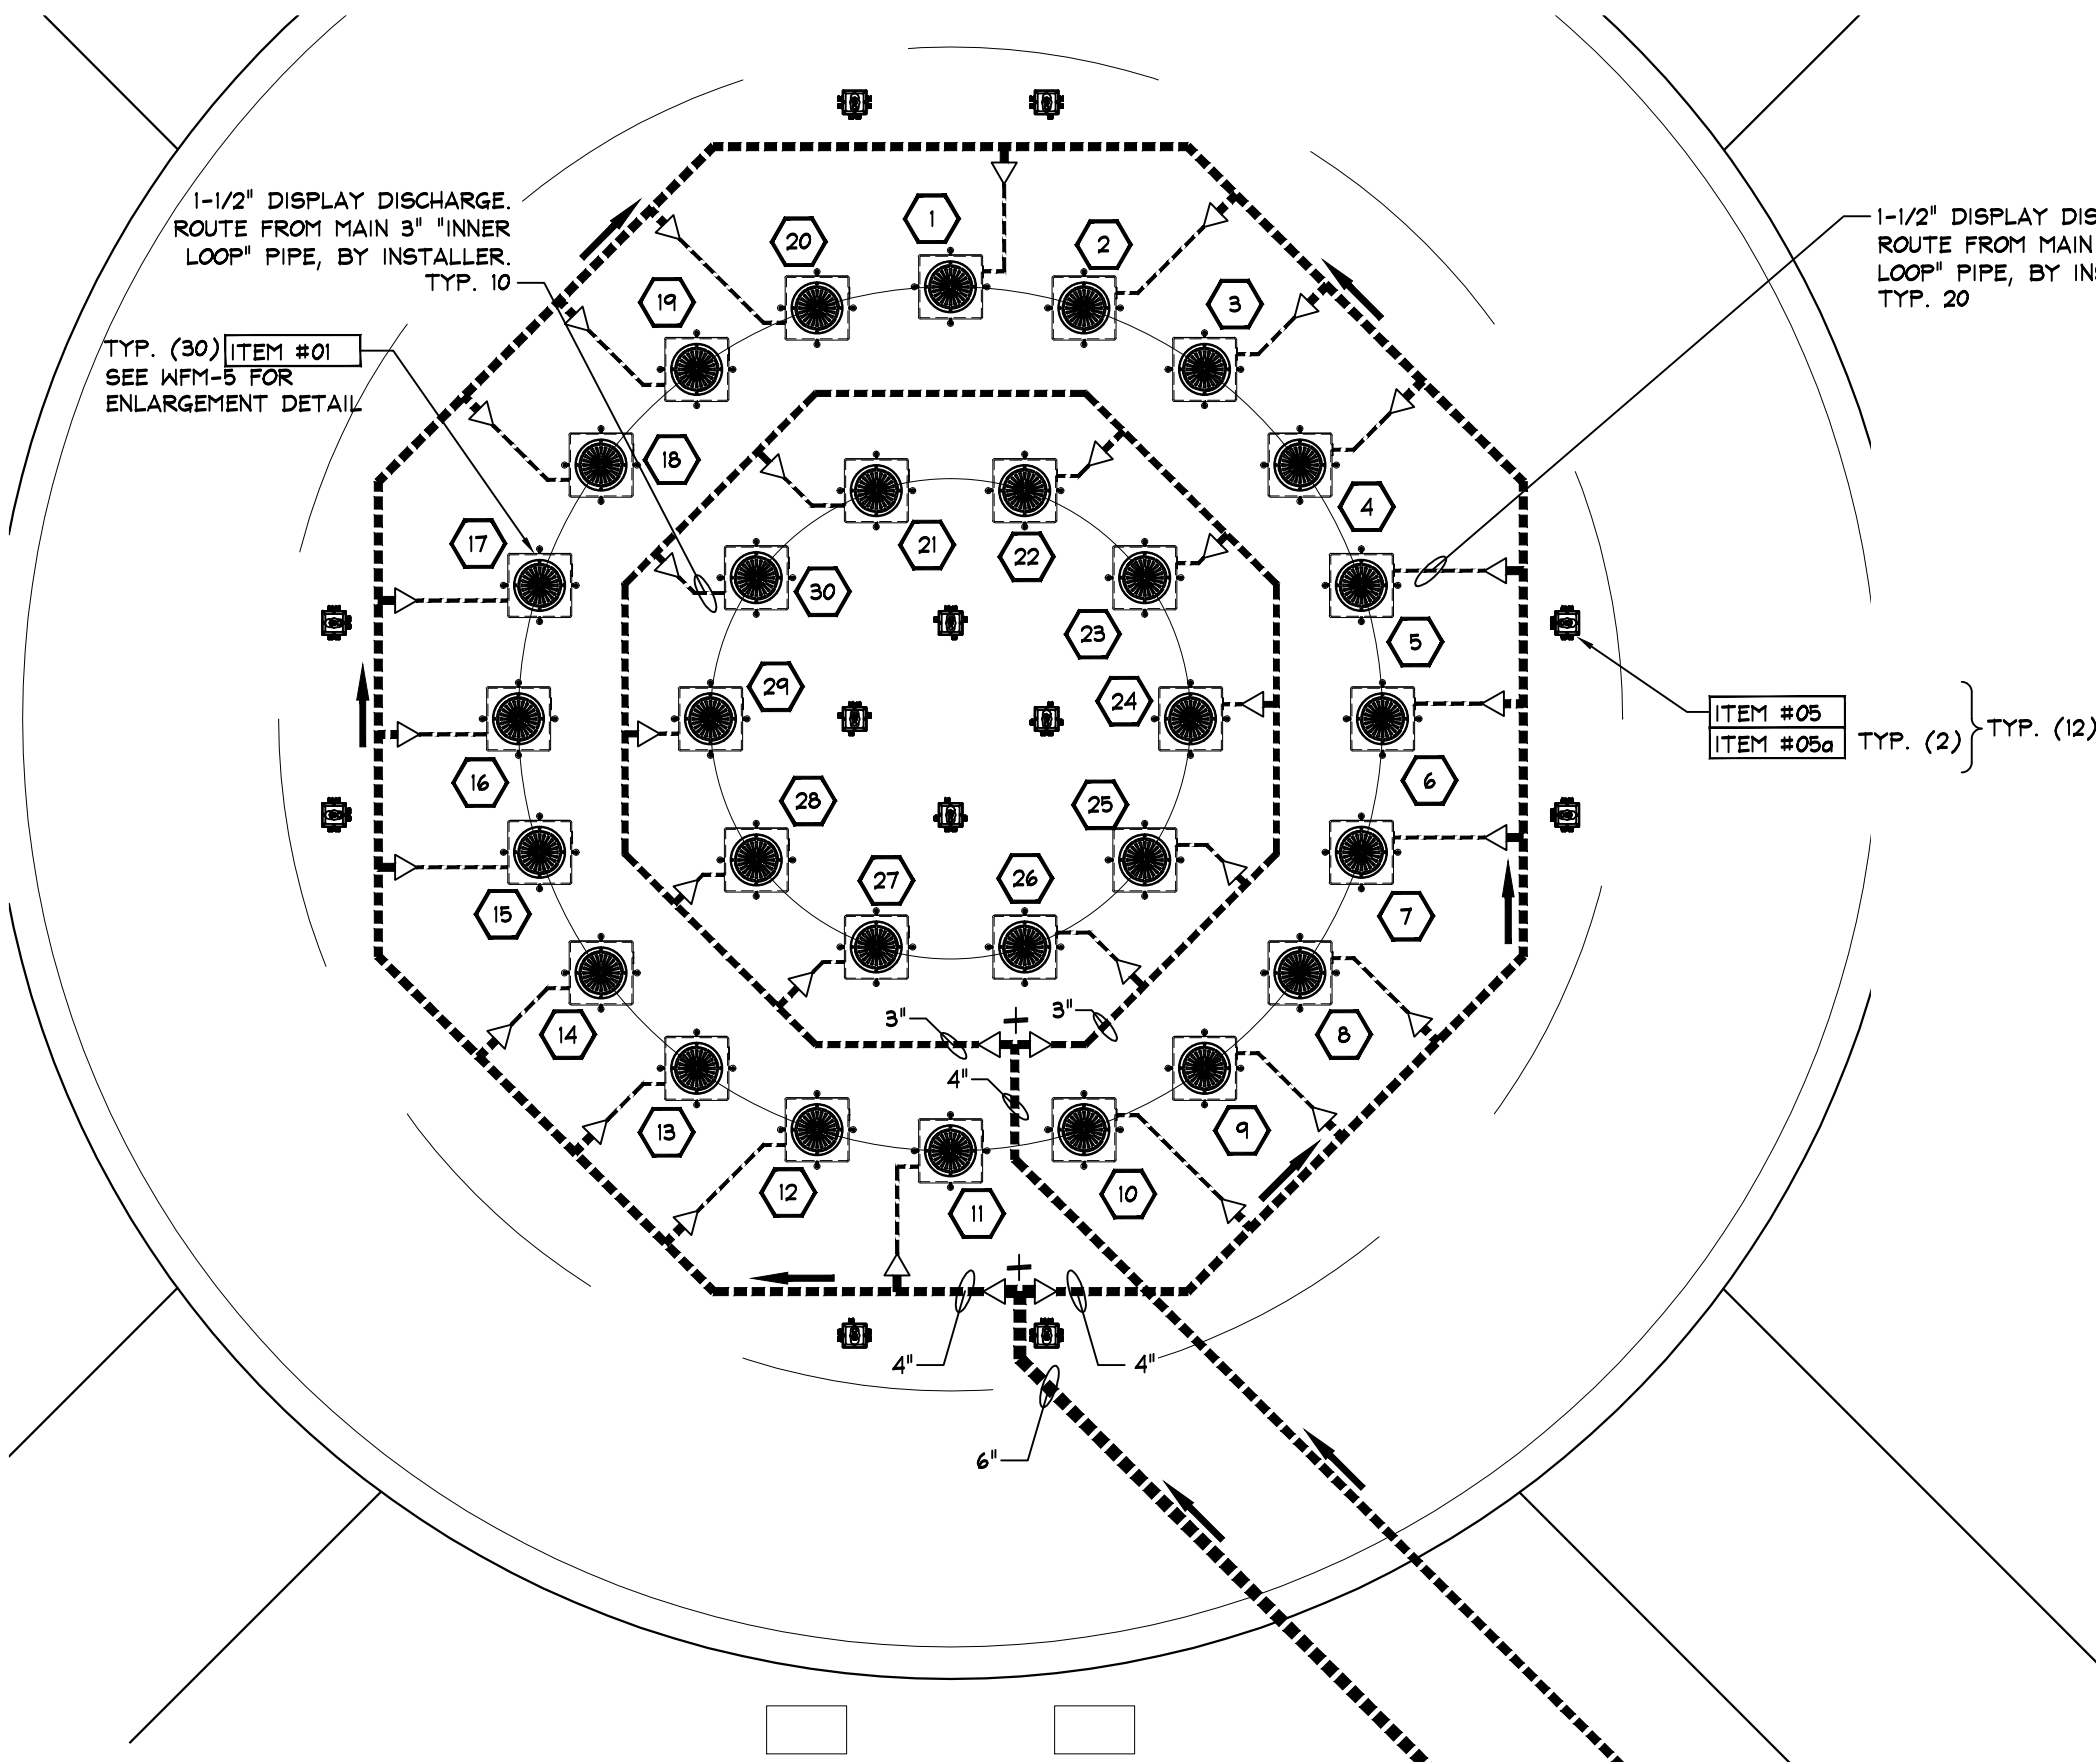 1-1/2" DISPLAY DISCHARGE.
ROUTE FROM MAIN 3" "INNER
LOOP" PIPE, BY INSTALLER.
TYP. 10
1-1/2" DISPLAY
ROUTE FROM MAIN
LOOP" PIPE, BY
TYP. 20
TYP. (30) ITEM #01
SEE WFM-5 FOR
ENLARGEMENT DETAIL
ITEM #05
ITEM #05a TYP. (2)
TYP. (12)
1
2
3
4
5
6
7
8
9
10
11
12
13
14
15
16
17
18
19
20
21
22
23
24
25
26
27
28
29
30
3"
3"
4"
4"
4"
6"